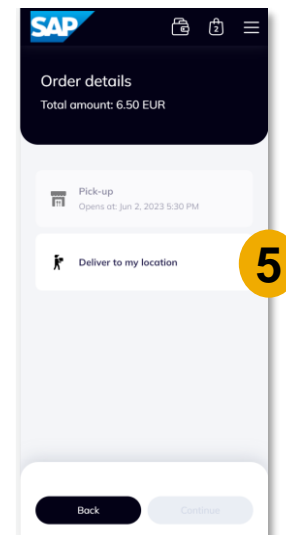 SAP
2
Order details
Total amount: 6.50 EUR
Pick-up
Opens at: Jun 2, 2023 5:30 PM
Deliver to my location
5
Back
Continue